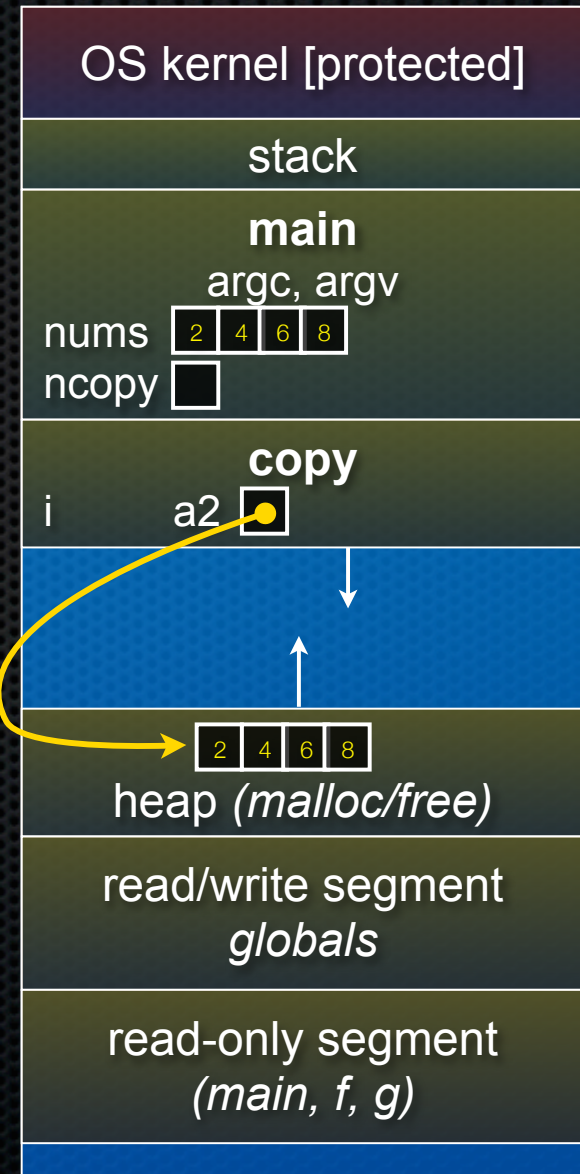 OS kernel [protected]
stack
main
argc, argv
nums 2 4 6 8
ncopy
copy
i a2
2 4 6 8
heap (malloc/free)
read/write segment
globals
read-only segment
(main, f, g)